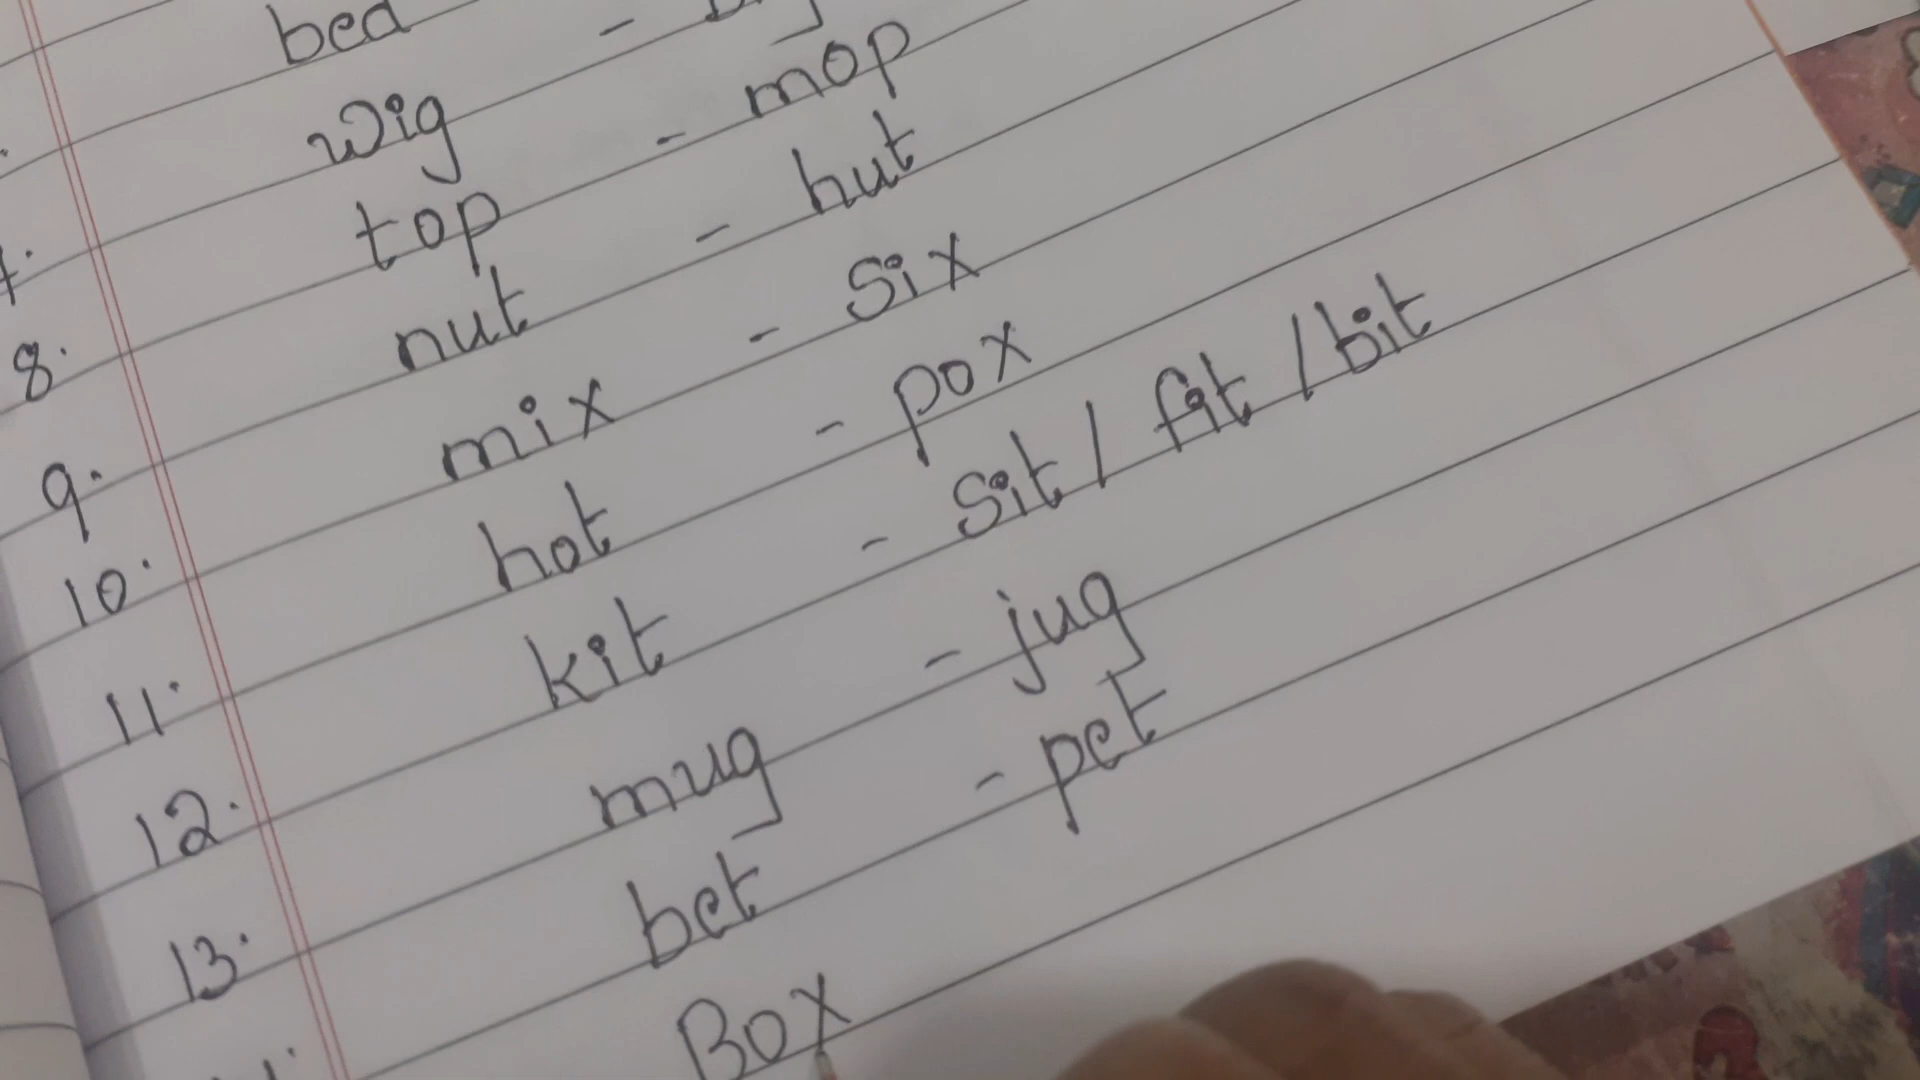 bed
wig -
8. top - mop
9. nut - hut
10. mix - six
11. hot - pox
12. kit - sit / fit / bit
13. mug - jug
bet - pet
Box